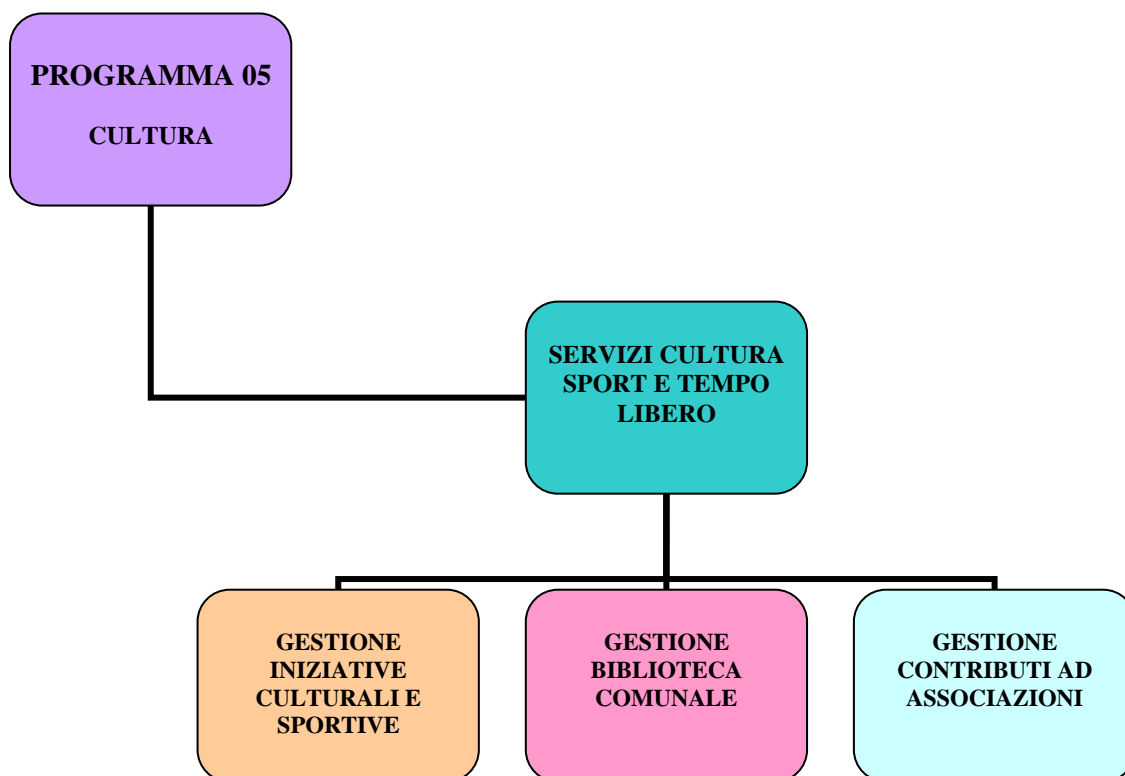 PROGRAMMA 05
CULTURA
SERVIZI CULTURA
SPORT E TEMPO
LIBERO
GESTIONE
INIZIATIVE
CULTURALI E
SPORTIVE
GESTIONE
BIBLIOTECA
COMUNALE
GESTIONE
CONTRIBUTI AD
ASSOCIAZIONI